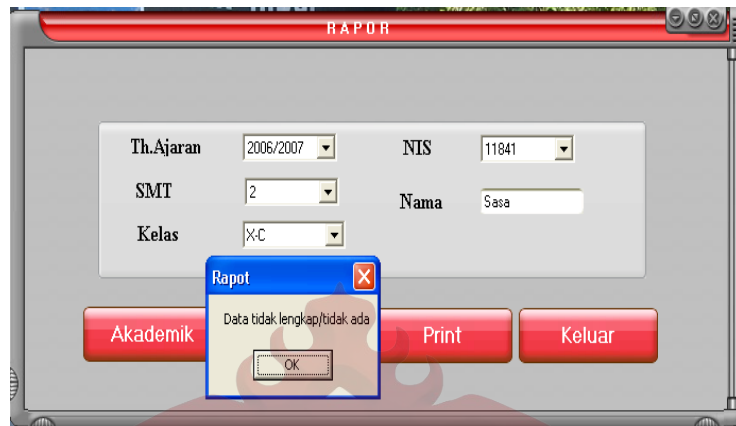 RAPOR
Th.Ajaran 2006/2007 NIS 11841
SMT 2 Nama Sasa
Kelas X-C
Rapot
Data tidak lengkap/tidak ada
OK
Akademik Print Keluar